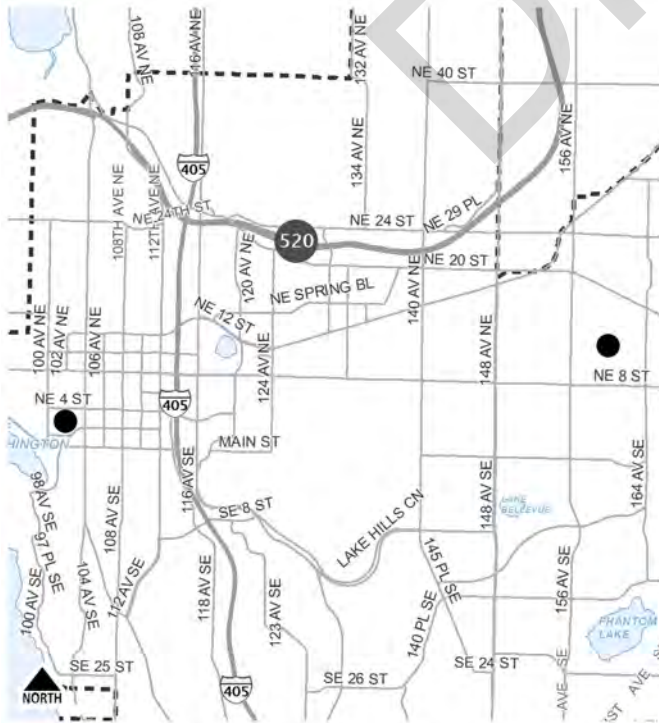 108 AV NE
116 AV NE
132 AV NE
NE 40 ST
134 AV NE
156 AV NE
405
108TH AVE NE
112TH AVE NE
NE 24TH ST
NE 24 ST
NE 29 PL
520
NE 20 ST
120 AV NE
NE SPRING BL
140 AV NE
NE 12 ST
100 AV NE
102 AV NE
106 AV NE
124 AV NE
148 AV NE
NE 8 ST
NE 4 ST
405
HINGTON
MAIN ST
116 AV SE
164 AV SE
98 AV SE
97 PL SE
SE 8 ST
LAKE HILLS CN
148 AV SE
LAKE
BELLEVUE
108 AV SE
104 AV SE
112 AV SE
100 AV SE
118 AV SE
123 AV SE
145 PL SE
140 PL SE
156 AV SE
PHANTOM
LAKE
SE 25 ST
NORTH
405
SE 26 ST
SE 24 ST
AVE SE
AVE
ST